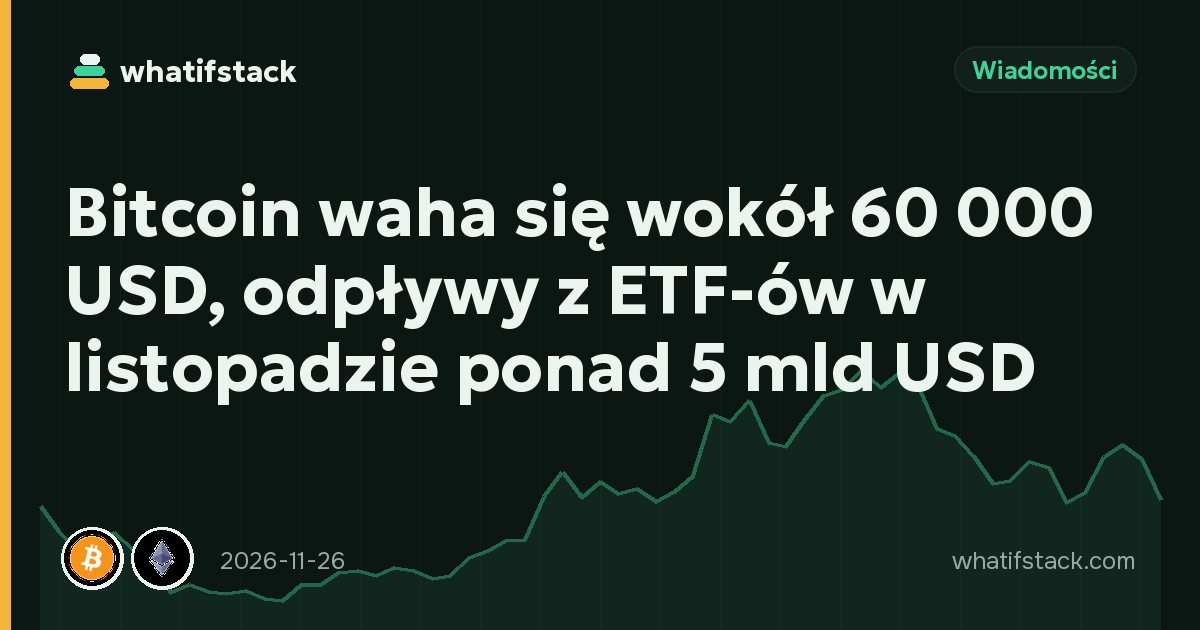 whatifstack
Wiadomości
Bitcoin waha się wokół 60 000
USD, odpływy z ETF-ów w
listopadzie ponad 5 mld USD
2026-11-26
whatifstack.com